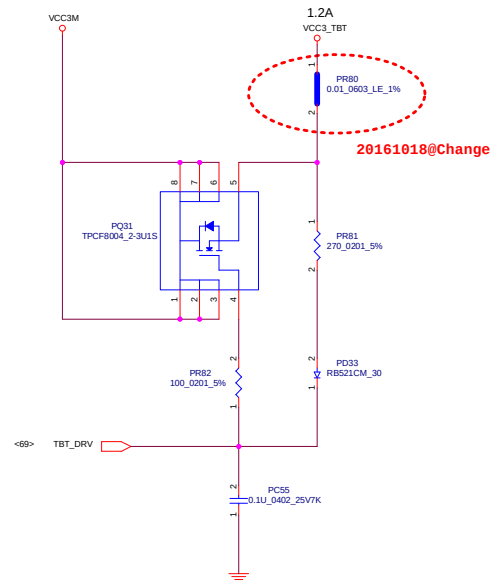 1.2A
VCC3M
VCC3_TBT
1
PR80
0.01_0603_LE_1%
2
20161018@Change
8
7
6
5
PQ31
TPCF8004_2-3U1S
1
PR81
270_0201_5%
2
1
2
3
4
2
PR82
100_0201_5%
1
2
PD33
RB521CM_30
1
<69>
TBT_DRV
2
PC55
0.1U_0402_25V7K
1